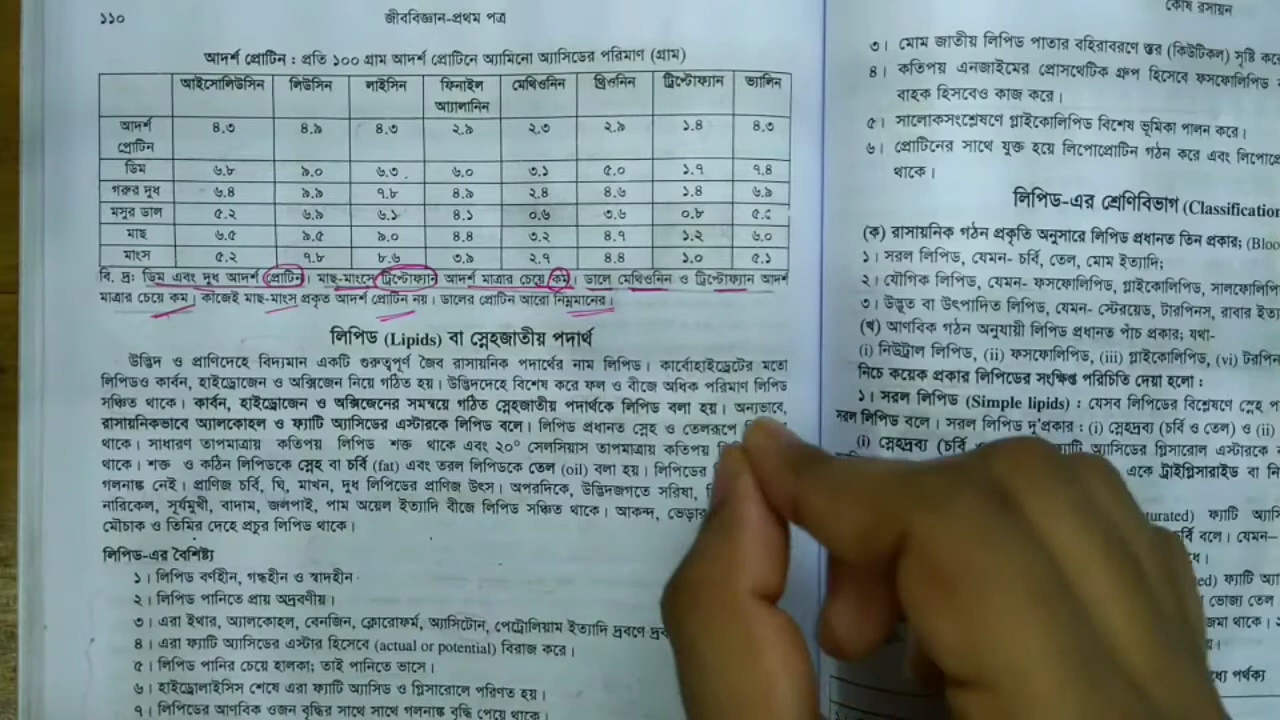 ১১০
জীববিজ্ঞান–প্রথম পত্র
আদর্শ প্রোটিন : প্রতি ১০০ গ্রাম আদর্শ প্রোটিনে অ্যামিনো অ্যাসিডের পরিমাণ (গ্রাম)
আইসোলিউসিন লিউসিন লাইসিন ফিনাইল আ্যালানিন মেথিওনিন থ্রিওনিন ট্রিপ্টোফ্যান ভ্যালিন
আদর্শ প্রোটিন ৪.৩ ৪.৯ ৪.৩ ২.৯ ২.৩ ২.৯ ১.৪ ৪.৩
ডিম ৬.৮ ৯.০ ৬.৩ ৬.০ ৩.১ ৫.০ ১.৭ ৭.৪
গরুর দুধ ৬.৪ ৯.৯ ৭.৮ ৪.৯ ২.৪ ৪.৬ ১.৪ ৬.৯
মসুর ডাল ৫.২ ৬.৯ ৬.১ ৪.১ ০.৬ ৩.৬ ০.৮
মাছ ৬.৫ ৯.৫ ৯.০ ৪.৪ ৩.২ ৪.৭ ১.২ ৬.০
মাংস ৫.২ ৭.৮ ৮.৬ ৩.৯ ২.৭ ৪.৪ ১.০ ৫.১
বি. দ্র: ডিম এবং দুধ আদর্শ প্রোটিন। মাছ-মাংসে ট্রিপ্টোফ্যান আদর্শ মাত্রার চেয়ে কম। ডালে মেথিওনিন ও ট্রিপ্টোফ্যান আদর্শ
মাত্রার চেয়ে কম। কাজেই মাছ-মাংস প্রকৃত আদর্শ প্রোটিন নয়। ডালের প্রোটিন আরো নিম্নমানের।
লিপিড (Lipids) বা স্নেহজাতীয় পদার্থ
উদ্ভিদ ও প্রাণিদেহে বিদ্যমান একটি গুরুত্বপূর্ণ জৈব রাসায়নিক পদার্থের নাম লিপিড। কার্বোহাইড্রেটের মতো
লিপিডও কার্বন, হাইড্রোজেন ও অক্সিজেন নিয়ে গঠিত হয়। উদ্ভিদদেহে বিশেষ করে ফল ও বীজে অধিক পরিমাণ লিপিড
সঞ্চিত থাকে। কার্বন, হাইড্রোজেন ও অক্সিজেনের সমন্বয়ে গঠিত স্নেহজাতীয় পদার্থকে লিপিড বলা হয়। অন্যভাবে,
রাসায়নিকভাবে অ্যালকোহল ও ফ্যাটি অ্যাসিডের এস্টারকে লিপিড বলে। লিপিড প্রধানত স্নেহ ও তেলরূপে
থাকে। সাধারণ তাপমাত্রায় কতিপয় লিপিড শক্ত থাকে এবং ২০° সেলসিয়াস তাপমাত্রায় কতিপয়
থাকে। শক্ত ও কঠিন লিপিডকে স্নেহ বা চর্বি (fat) এবং তরল লিপিডকে তেল (oil) বলা হয়। লিপিডের
গলনাঙ্ক নেই। প্রাণিজ চর্বি, ঘি, মাখন, দুধ লিপিডের প্রাণিজ উৎস। অপরদিকে, উদ্ভিদজগতে সরিষা,
নারিকেল, সূর্যমুখী, বাদাম, জলপাই, পাম অয়েল ইত্যাদি বীজে লিপিড সঞ্চিত থাকে। আকন্দ, ভেড়ার
মৌচাক ও তিমির দেহে প্রচুর লিপিড থাকে।
লিপিড-এর বৈশিষ্ট্য
১। লিপিড বর্ণহীন, গন্ধহীন ও স্বাদহীন
২। লিপিড পানিতে প্রায় অদ্রবণীয়।
৩। এরা ইথার, অ্যালকোহল, বেনজিন, ক্লোরোফর্ম, অ্যাসিটোন, পেট্রোলিয়াম ইত্যাদি দ্রবণে
৪। এরা ফ্যাটি অ্যাসিডের এস্টার হিসেবে (actual or potential) বিরাজ করে।
৫। লিপিড পানির চেয়ে হালকা; তাই পানিতে ভাসে।
৬। হাইড্রোলাইসিস শেষে এরা ফ্যাটি অ্যাসিড ও গ্লিসারোলে পরিণত হয়।
৭। লিপিডের আণবিক ওজন বৃদ্ধির সাথে সাথে গলনাঙ্ক বৃদ্ধি পেয়ে থাকে।
কোষ রসায়ন
৩। মোম জাতীয় লিপিড পাতার বহিরাবরণে স্তর (কিউটিকল) সৃষ্টি
৪। কতিপয় এনজাইমের প্রোসথেটিক গ্রুপ হিসেবে ফসফোলিপিড
বাহক হিসেবেও কাজ করে।
৫। সালোকসংশ্লেষণে গ্লাইকোলিপিড বিশেষ ভূমিকা পালন করে।
৬। প্রোটিনের সাথে যুক্ত হয়ে লিপোপ্রোটিন গঠন করে এবং
থাকে।
লিপিড-এর শ্রেণিবিভাগ (Classification
(ক) রাসায়নিক গঠন প্রকৃতি অনুসারে লিপিড প্রধানত তিন প্রকার;
১। সরল লিপিড, যেমন- চর্বি, তেল, মোম ইত্যাদি;
২। যৌগিক লিপিড, যেমন- ফসফোলিপিড, গ্লাইকোলিপিড,
৩। উদ্ভূত বা উৎপাদিত লিপিড, যেমন- স্টেরয়েড, টারপিনস, রাবার
(খ) আণবিক গঠন অনুযায়ী লিপিড প্রধানত পাঁচ প্রকার; যথা-
(i) নিউট্রাল লিপিড, (ii) ফসফোলিপিড, (iii) গ্লাইকোলিপিড, (vi)
নিচে কয়েক প্রকার লিপিডের সংক্ষিপ্ত পরিচিতি দেয়া হলো :
১। সরল লিপিড (Simple lipids) : যেসব লিপিডের বিশ্লেষণে স্নেহ
সরল লিপিড বলে। সরল লিপিড দু'প্রকার : (i) স্নেহদ্রব্য (চর্বি ও তেল) ও (ii)
(i) স্নেহদ্রব্য (চর্বি অ্যাসিডের গ্লিসারোল এস্টারকে
একে ট্রাইগ্লিসারাইড বা
ফ্যাটি
চর্বি বলে। যেমন–
ফ্যাটি
ভোজ্য তেল
জমা থাকে।
পার্থক্য